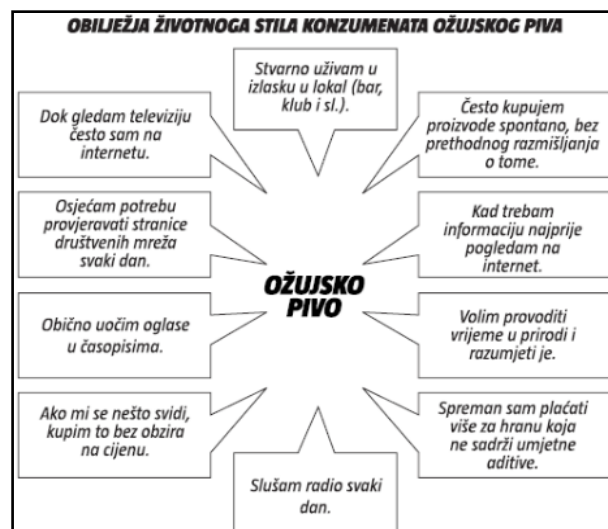 OBILJEŽJA ŽIVOTNOGA STILA KONZUMENATA OŽUJSKOG PIVA
Stvarno uživam u
izlasku u lokal (bar,
klub i sl.).
Dok gledam televiziju
često sam na
internetu.
Često kupujem
proizvode spontano, bez
prethodnog razmišljanja
o tome.
Osjećam potrebu
provjeravati stranice
društvenih mreža
svaki dan.
Kad trebam
informaciju najprije
pogledam na
internet.
OŽUJSKO
PIVO
Obično uočim oglase
u časopisima.
Volim provoditi
vrijeme u prirodi i
razumjeti je.
Ako mi se nešto svidi,
kupim to bez obzira
na cijenu.
Spreman sam plaćati
više za hranu koja
ne sadrži umjetne
aditive.
Slušam radio svaki
dan.